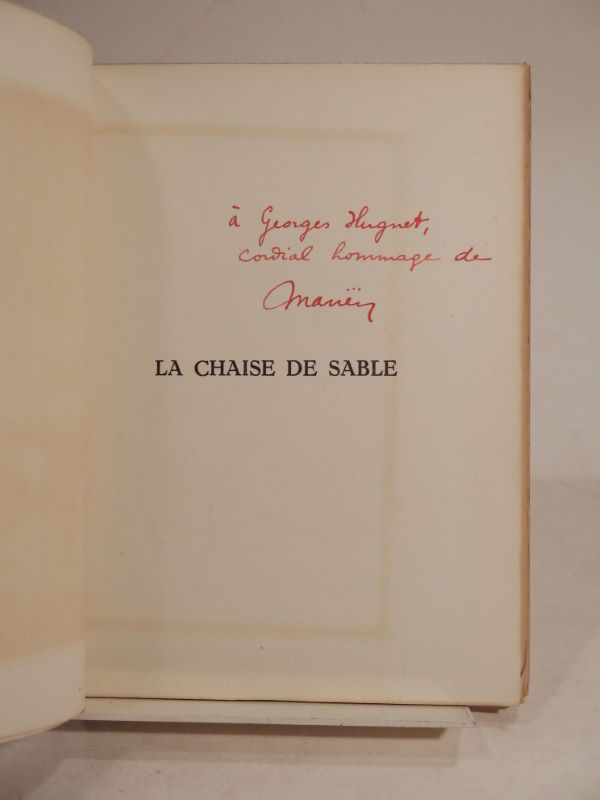 à Georges Hugnet,
cordial hommage de
Mariën
LA CHAISE DE SABLE